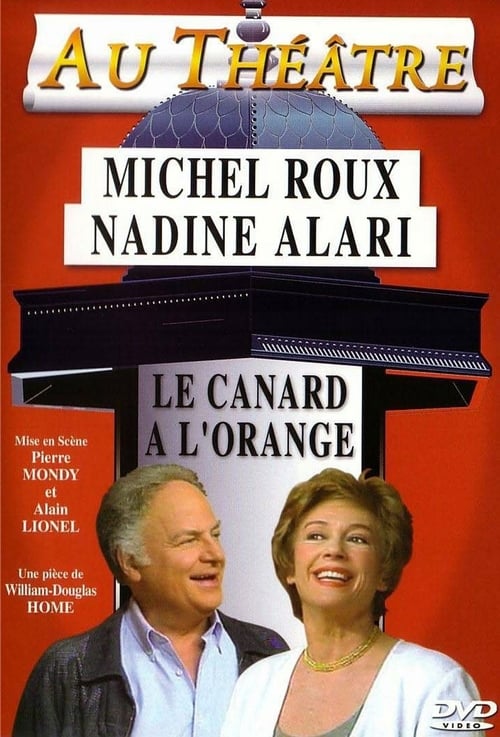 AU THÉÂTRE
MICHEL ROUX
NADINE ALARI
LE CANARD
A L'ORANGE
Mise en Scène
Pierre
MONDY
et
Alain
LIONEL
Une pièce de
William-Douglas
HOME
DVD
VIDEO